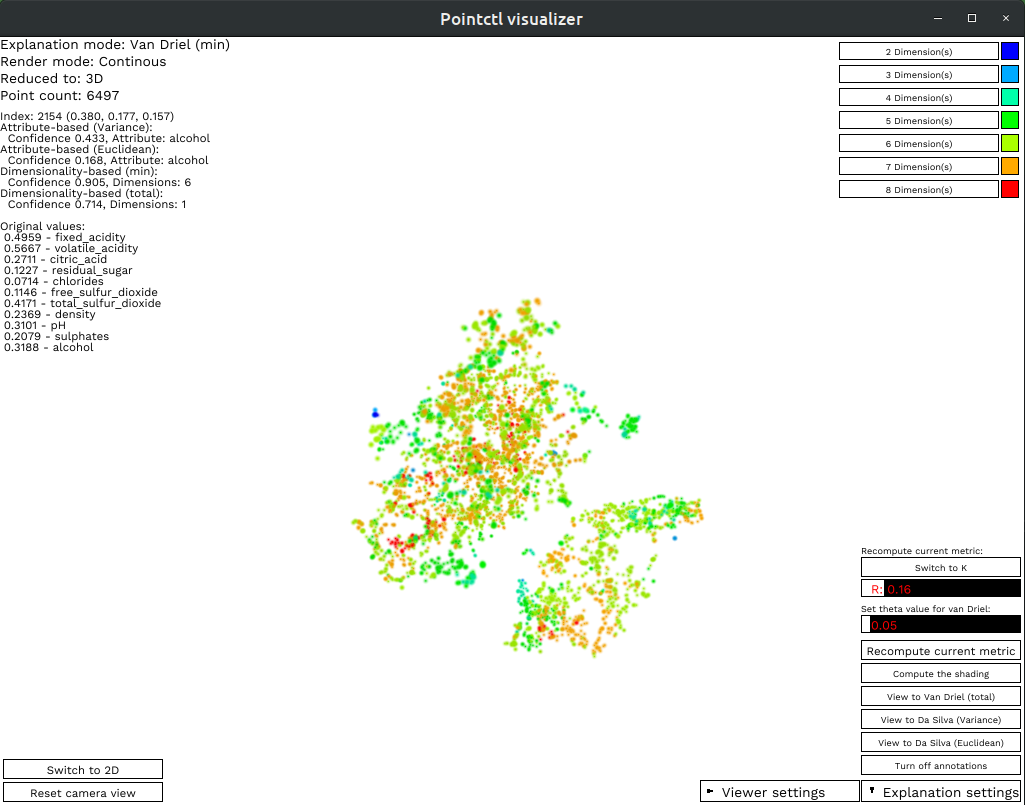 Pointctl visualizer
Explanation mode: Van Driel (min)
Render mode: Continous
Reduced to: 3D
Point count: 6497
Index: 2154 (0.380, 0.177, 0.157)
Attribute-based (Variance):
Confidence 0.433, Attribute: alcohol
Attribute-based (Euclidean):
Confidence 0.168, Attribute: alcohol
Dimensionality-based (min):
Confidence 0.905, Dimensions: 6
Dimensionality-based (total):
Confidence 0.714, Dimensions: 1
Original values:
0.4959 - fixed_acidity
0.5667 - volatile_acidity
0.2711 - citric_acid
0.1227 - residual_sugar
0.0714 - chlorides
0.1146 - free_sulfur_dioxide
0.4171 - total_sulfur_dioxide
0.2369 - density
0.3101 - pH
0.2079 - sulphates
0.3188 - alcohol
2 Dimension(s)
3 Dimension(s)
4 Dimension(s)
5 Dimension(s)
6 Dimension(s)
7 Dimension(s)
8 Dimension(s)
Recompute current metric:
Switch to K
R: 0.16
Set theta value for van Driel:
0.05
Recompute current metric
Compute the shading
View to Van Driel (total)
View to Da Silva (Variance)
View to Da Silva (Euclidean)
Turn off annotations
Switch to 2D
Reset camera view
Viewer settings
Explanation settings